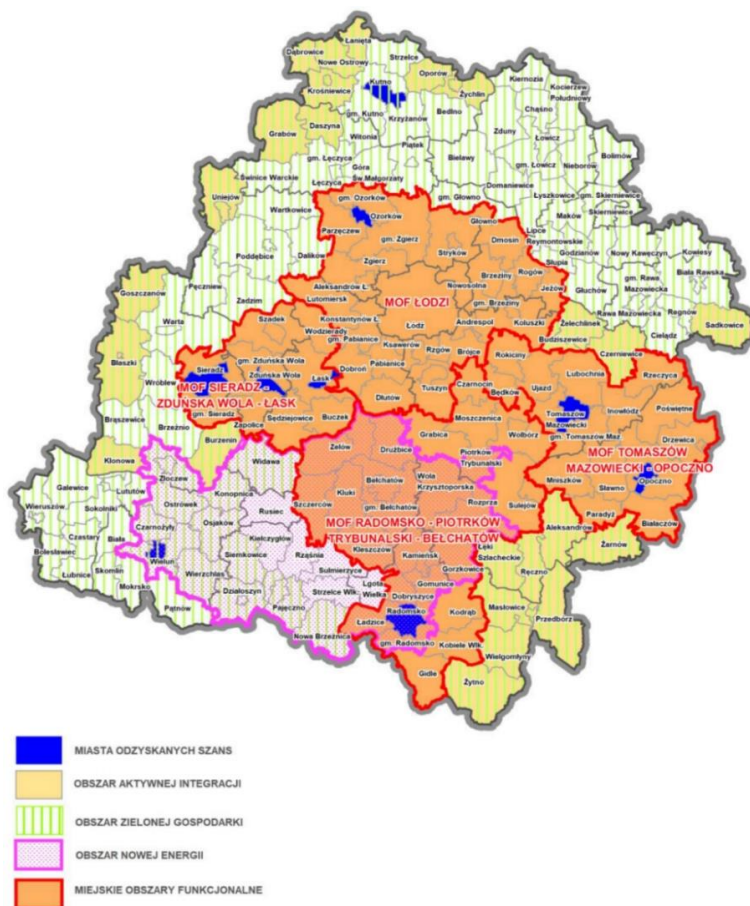 Łanięta
Dąbrowice
Nowe Ostrowy
Strzelce
Oporów
Kutno
Żychlin
Krośniewice
Kiernozia
Kocierzew
Południowy
Bedlno
Chąśno
gm. Kutno
Krzyżanów
Daszyna
Grabów
Witonia
Zduny
Łowicz
Piątek
Bolimów
gm. Łęczyca
Bielawy
gm. Łowicz
Nieborów
Góra
Św.Małgorzaty
Świnice Warckie
Łęczyca
Domaniewice
Uniejów
gm. Ozorków
gm. Głowno
Łyszkowice
gm. Skierniewice
Wartkowice
Ozorków
Głowno
Maków
Skierniewice
Parzęczew
Lipce
Reymontowskie
gm. Zgierz
Dmosin
Nowy Kawęczyn
Kowiesy
Stryków
Godzianów
Poddębice
Dalików
Zgierz
Słupia
Biała Rawska
Brzeziny
Rogów
gm. Rawa
Mazowiecka
Goszczanów
Pęczniew
Aleksandrów Ł.
Nowosolna
Jeżów
Głuchów
Zadzim
Lutomiersk
MOF ŁODZI
gm. Brzeziny
Rawa Mazowiecka
Regnów
Sadkowice
Warta
Szadek
Konstantynów Ł.
Łódź
Andrespol
Koluszki
Żelechlinek
Wodzierady
gm. Pabianice
Budziszewice
Cielądz
Błaszki
Ksawerów
Rzgów
Brójce
Rokiciny
Czerniewice
Sieradz
gm. Zduńska Wola
Wróblew
Zduńska Wola
Łask
Dobroń
Pabianice
Lubochnia
Rzeczyca
MOF SIERADZ -
ZDUŃSKA WOLA - ŁASK
Tuszyn
Czarnocin
Będków
Ujazd
Brąszewice
gm. Sieradz
Sędziejowice
Buczek
Dłutów
Tomaszów
Mazowiecki
Inowłódz
Poświętne
Brzeźnio
Zapolice
Moszczenica
gm. Tomaszów Maz.
Burzenin
Grabica
Wolbórz
Drzewica
Klonowa
Widawa
Zelów
Drużbice
Piotrków
Trybunalski
MOF TOMASZÓW
MAZOWIECKI - OPOCZNO
Złoczew
Galewice
Lututów
Konopnica
Bełchatów
Wola
Krzysztoporska
Mniszków
Sławno
Opoczno
Wieruszów
Sokolniki
Ostrówek
Rusiec
Szczerców
Kluki
gm. Bełchatów
Rozprza
Sulejów
Paradyż
Czarnożyły
Osjaków
Białaczów
Czastary
Biała
Kiełczygłów
MOF RADOMSKO - PIOTRKÓW
TRYBUNALSKI - BEŁCHATÓW
Aleksandrów
Bolesławiec
Wieluń
Siemkowice
Rząśnia
Kleszczów
Kamieńsk
Łęki
Szlacheckie
Żarnów
Łubnice
Skomlin
Wierzchlas
Sulmierzyce
Gorzkowice
Ręczno
Mokrsko
Działoszyn
Strzelce Wlk.
Lgota
Wielka
Gomunice
Dobryszyce
Masłowice
Pątnów
Pajęczno
Radomsko
Kodrąb
Przedbórz
Nowa Brzeźnica
Ładzice
gm. Radomsko
Kobiele Wlk.
Wielgomłyny
Gidle
Żytno
MIASTA ODZYSKANYCH SZANS
OBSZAR AKTYWNEJ INTEGRACJI
OBSZAR ZIELONEJ GOSPODARKI
OBSZAR NOWEJ ENERGII
MIEJSKIE OBSZARY FUNKCJONALNE